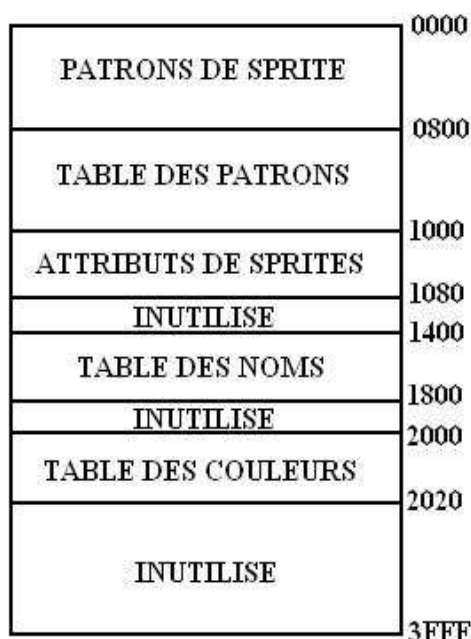 0000
PATRONS DE SPRITE
0800
TABLE DES PATRONS
1000
ATTRIBUTS DE SPRITES
1080
INUTILISE
1400
TABLE DES NOMS
1800
INUTILISE
2000
TABLE DES COULEURS
2020
INUTILISE
3FFF